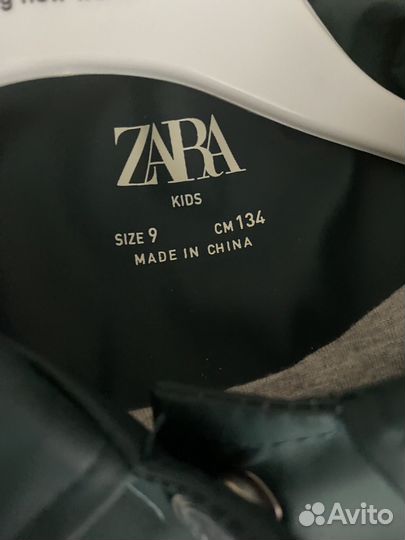 ZARA
KIDS
SIZE 9 CM 134
MADE IN CHINA
Avito